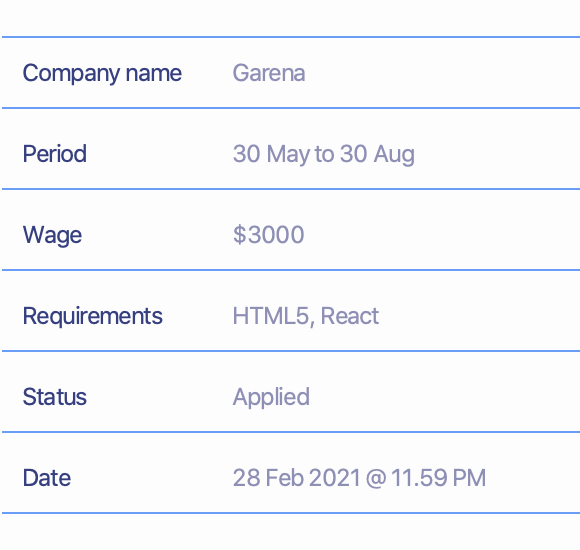 Company name Garena
Period 30 May to 30 Aug
Wage $3000
Requirements HTML5, React
Status Applied
Date 28 Feb 2021 @ 11.59 PM